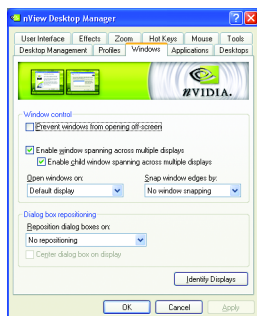 nView Desktop Manager
User Interface Effects Zoom Hot Keys Mouse Tools
Desktop Management Profiles Windows Applications Desktops
nVIDIA.
Window control
Prevent windows from opening off-screen
Enable window spanning across multiple displays
Enable child window spanning across multiple displays
Open windows on: Snap window edges by:
Default display No window snapping
Dialog box repositioning
Reposition dialog boxes on:
No repositioning
Center dialog box on display
Identify Displays
OK Cancel Apply